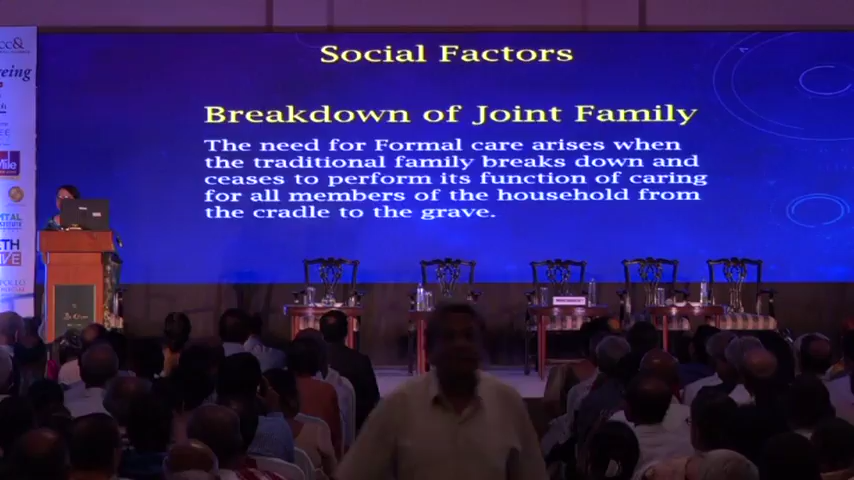 Social Factors
Breakdown of Joint Family
The need for Formal care arises when
the traditional family breaks down and
ceases to perform its function of caring
for all members of the household from
the cradle to the grave.